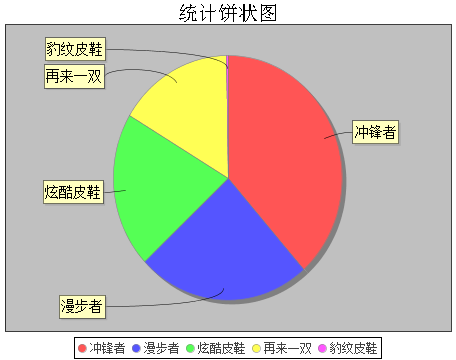 统计饼状图
豹纹皮鞋
再来一双
冲锋者
炫酷皮鞋
漫步者
冲锋者 漫步者 炫酷皮鞋 再来一双 豹纹皮鞋